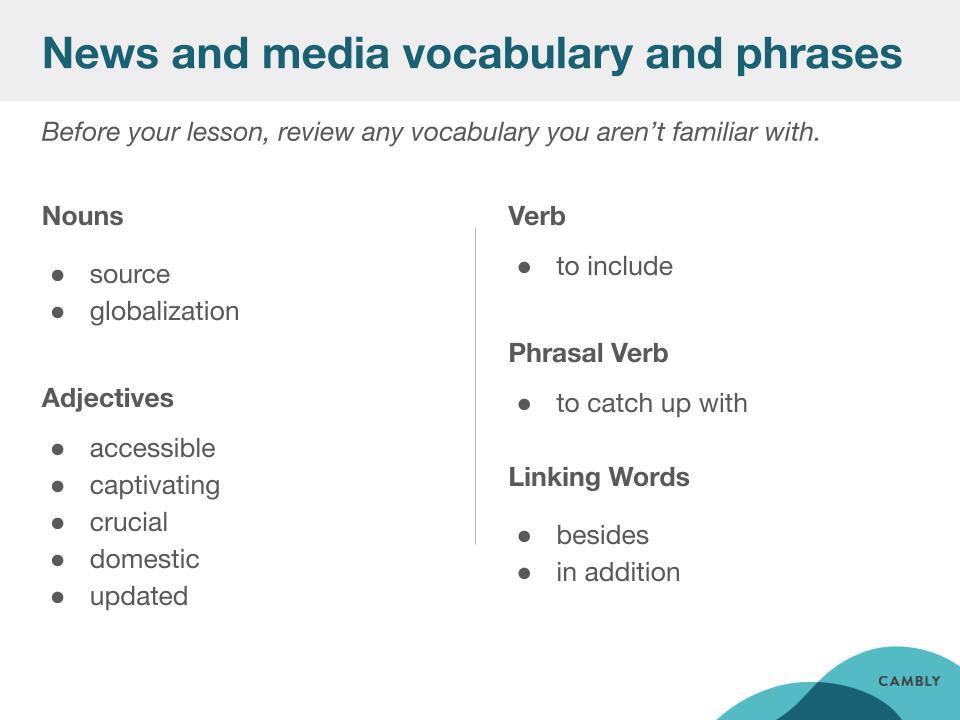 News and media vocabulary and phrases
Before your lesson, review any vocabulary you aren't familiar with.
Nouns
● source
● globalization
Adjectives
● accessible
● captivating
● crucial
● domestic
● updated
Verb
● to include
Phrasal Verb
● to catch up with
Linking Words
● besides
● in addition
CAMBLY